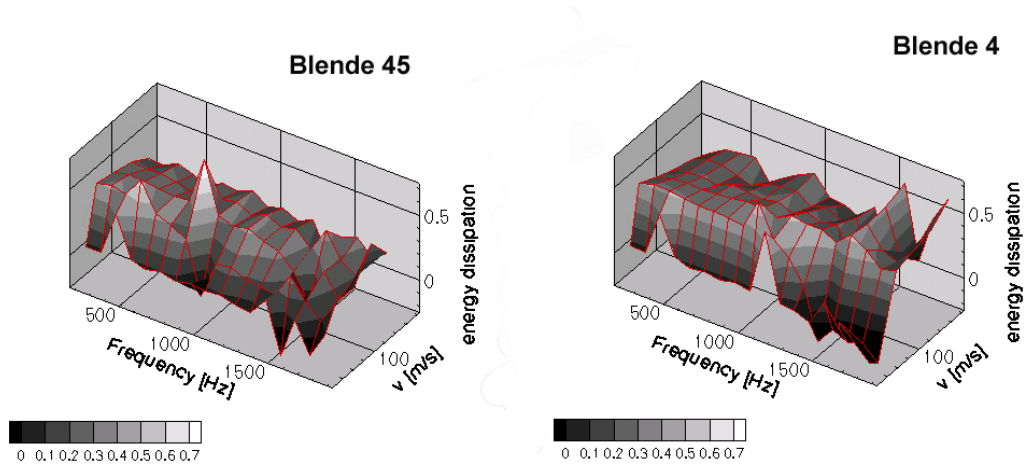 Blende 45
0.5
0
energy dissipation
500
1000
1500
Frequency [Hz]
100
v [m/s]
0 0.1 0.2 0.3 0.4 0.5 0.6 0.7
Blende 4
0.5
0
energy dissipation
500
1000
1500
Frequency [Hz]
100
v [m/s]
0 0.1 0.2 0.3 0.4 0.5 0.6 0.7